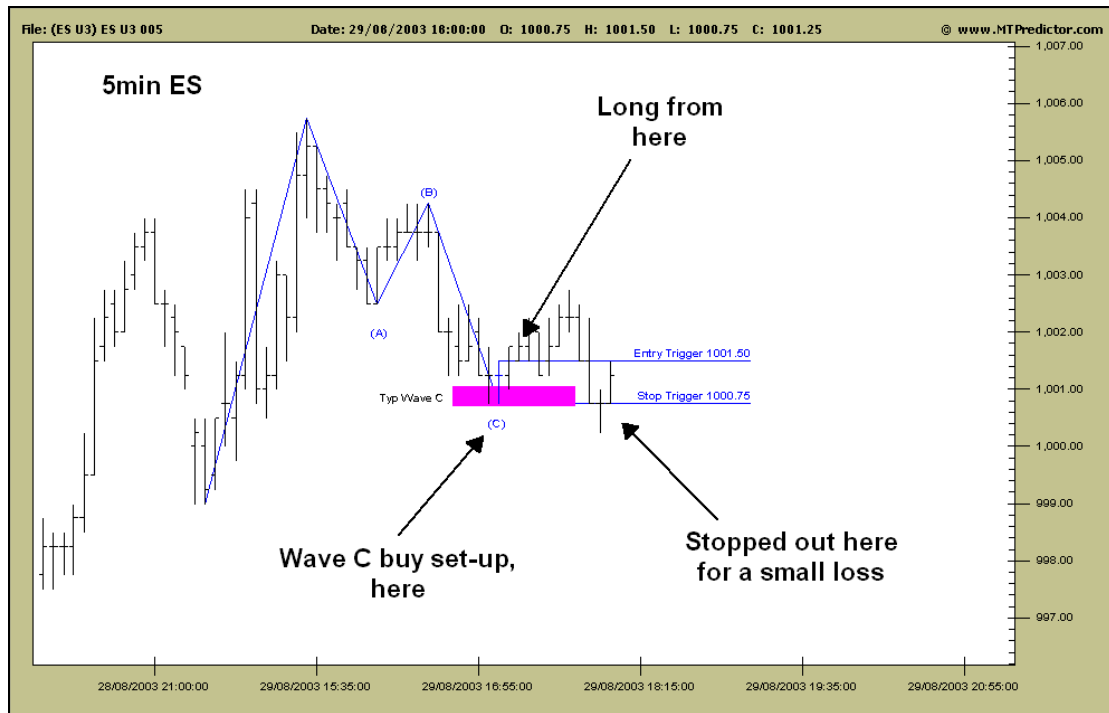 File: (ES U3) ES U3 005 Date: 29/08/2003 18:00:00 O: 1000.75 H: 1001.50 L: 1000.75 C: 1001.25 @ www.MTPredictor.com
1,007.00
5min ES
1,006.00
Long from
here
1,005.00
(B)
1,004.00
1,003.00
(A)
1,002.00
Entry Trigger 1001.50
1,001.00
Typ Wave C
Stop Trigger 1000.75
(C)
1,000.00
Wave C buy set-up,
here
Stopped out here
for a small loss
999.00
998.00
997.00
28/08/2003 21:00:00 29/08/2003 15:35:00 29/08/2003 16:55:00 29/08/2003 18:15:00 29/08/2003 19:35:00 29/08/2003 20:55:00